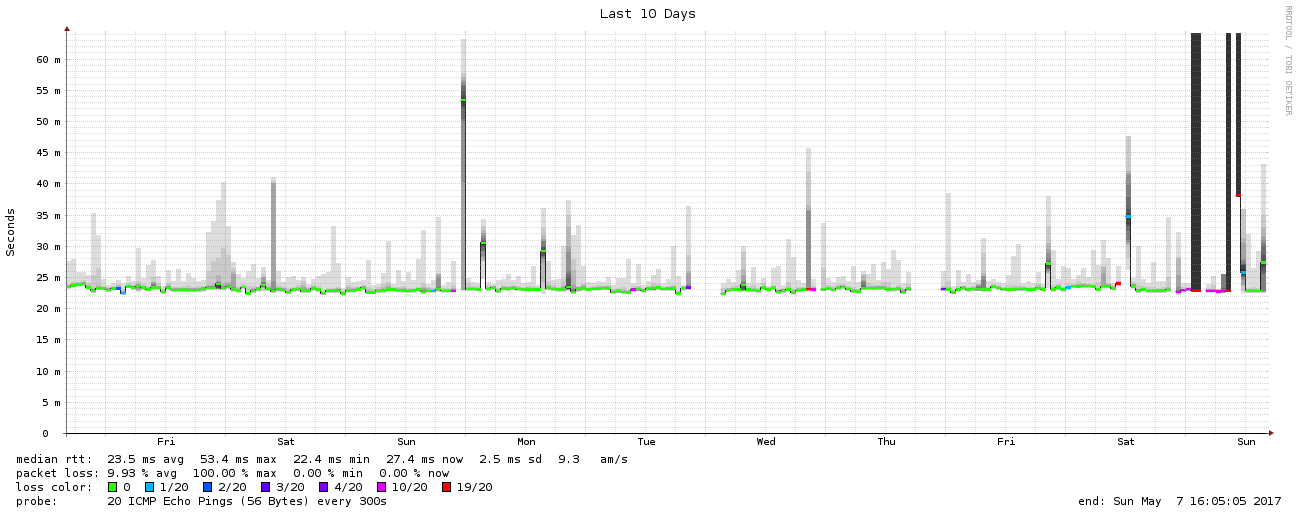 Last 10 Days
RRDTOOL / TOBI OETIKER
Seconds
60 m
55 m
50 m
45 m
40 m
35 m
30 m
25 m
20 m
15 m
10 m
5 m
0
Fri Sat Sun Mon Tue Wed Thu Fri Sat Sun
median rtt: 23.5 ms avg 53.4 ms max 22.4 ms min 27.4 ms now 2.5 ms sd 9.3 am/s
packet loss: 9.93 % avg 100.00 % max 0.00 % min 0.00 % now
loss color: 0 1/20 2/20 3/20 4/20 10/20 19/20
probe: 20 ICMP Echo Pings (56 Bytes) every 300s end: Sun May 7 16:05:05 2017